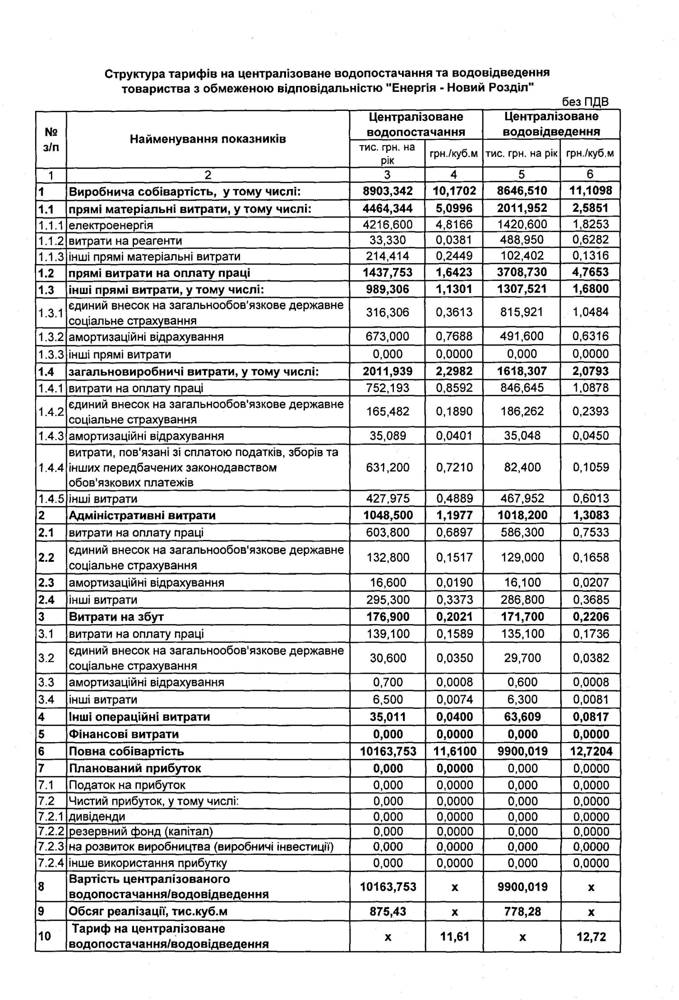 Структура тарифів на централізоване водопостачання та водовідведення
товариства з обмеженою відповідальністю "Енергія - Новий Розділ"
без ПДВ
№ з/п Найменування показників Централізоване водопостачання Централізоване водовідведення
тис. грн. на рік грн./куб.м тис. грн. на рік грн./куб.м
1 2 3 4 5 6
1 Виробнича собівартість, у тому числі: 8903,342 10,1702 8646,510 11,1098
1.1 прямі матеріальні витрати, у тому числі: 4464,344 5,0996 2011,952 2,5851
1.1.1 електроенергія 4216,600 4,8166 1420,600 1,8253
1.1.2 витрати на реагенти 33,330 0,0381 488,950 0,6282
1.1.3 інші прямі матеріальні витрати 214,414 0,2449 102,402 0,1316
1.2 прямі витрати на оплату праці 1437,753 1,6423 3708,730 4,7653
1.3 інші прямі витрати, у тому числі: 989,306 1,1301 1307,521 1,6800
1.3.1 єдиний внесок на загальнообов'язкове державне
соціальне страхування 316,306 0,3613 815,921 1,0484
1.3.2 амортизаційні відрахування 673,000 0,7688 491,600 0,6316
1.3.3 інші прямі витрати 0,000 0,0000 0,000 0,0000
1.4 загальновиробничі витрати, у тому числі: 2011,939 2,2982 1618,307 2,0793
1.4.1 витрати на оплату праці 752,193 0,8592 846,645 1,0878
1.4.2 єдиний внесок на загальнообов'язкове державне
соціальне страхування 165,482 0,1890 186,262 0,2393
1.4.3 амортизаційні відрахування 35,089 0,0401 35,048 0,0450
1.4.4 витрати, пов'язані зі сплатою податків, зборів та
інших передбачених законодавством
обов'язкових платежів 631,200 0,7210 82,400 0,1059
1.4.5 інші витрати 427,975 0,4889 467,952 0,6013
2 Адміністративні витрати 1048,500 1,1977 1018,200 1,3083
2.1 витрати на оплату праці 603,800 0,6897 586,300 0,7533
2.2 єдиний внесок на загальнообов'язкове державне
соціальне страхування 132,800 0,1517 129,000 0,1658
2.3 амортизаційні відрахування 16,600 0,0190 16,100 0,0207
2.4 інші витрати 295,300 0,3373 286,800 0,3685
3 Витрати на збут 176,900 0,2021 171,700 0,2206
3.1 витрати на оплату праці 139,100 0,1589 135,100 0,1736
3.2 єдиний внесок на загальнообов'язкове державне
соціальне страхування 30,600 0,0350 29,700 0,0382
3.3 амортизаційні відрахування 0,700 0,0008 0,600 0,0008
3.4 інші витрати 6,500 0,0074 6,300 0,0081
4 Інші операційні витрати 35,011 0,0400 63,609 0,0817
5 Фінансові витрати 0,000 0,0000 0,000 0,0000
6 Повна собівартість 10163,753 11,6100 9900,019 12,7204
7 Планований прибуток 0,000 0,0000 0,000 0,0000
7.1 Податок на прибуток 0,000 0,0000 0,000 0,0000
7.2 Чистий прибуток, у тому числі: 0,000 0,0000 0,000 0,0000
7.2.1 дивіденди 0,000 0,0000 0,000 0,0000
7.2.2 резервний фонд (капітал) 0,000 0,0000 0,000 0,0000
7.2.3 на розвиток виробництва (виробничі інвестиції) 0,000 0,0000 0,000 0,0000
7.2.4 інше використання прибутку 0,000 0,0000 0,000 0,0000
8 Вартість централізованого
водопостачання/водовідведення 10163,753 х 9900,019 х
9 Обсяг реалізації, тис.куб.м 875,43 х 778,28 х
10 Тариф на централізоване
водопостачання/водовідведення х 11,61 х 12,72